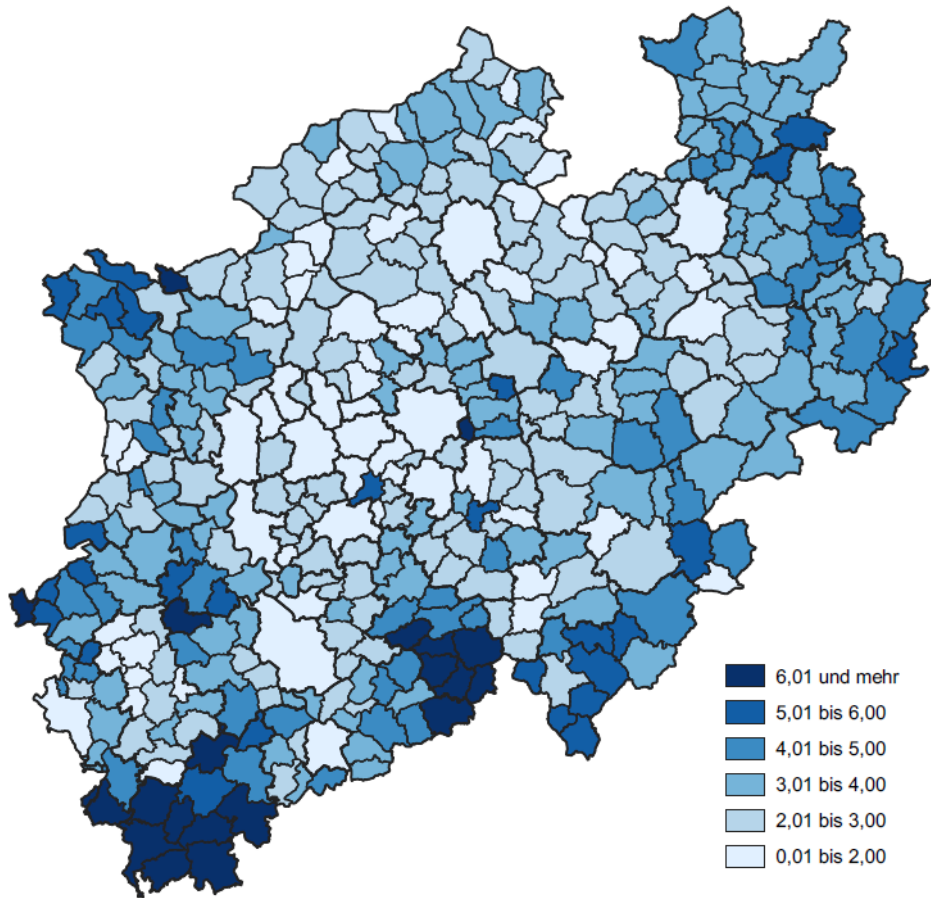 6,01 und mehr
5,01 bis 6,00
4,01 bis 5,00
3,01 bis 4,00
2,01 bis 3,00
0,01 bis 2,00